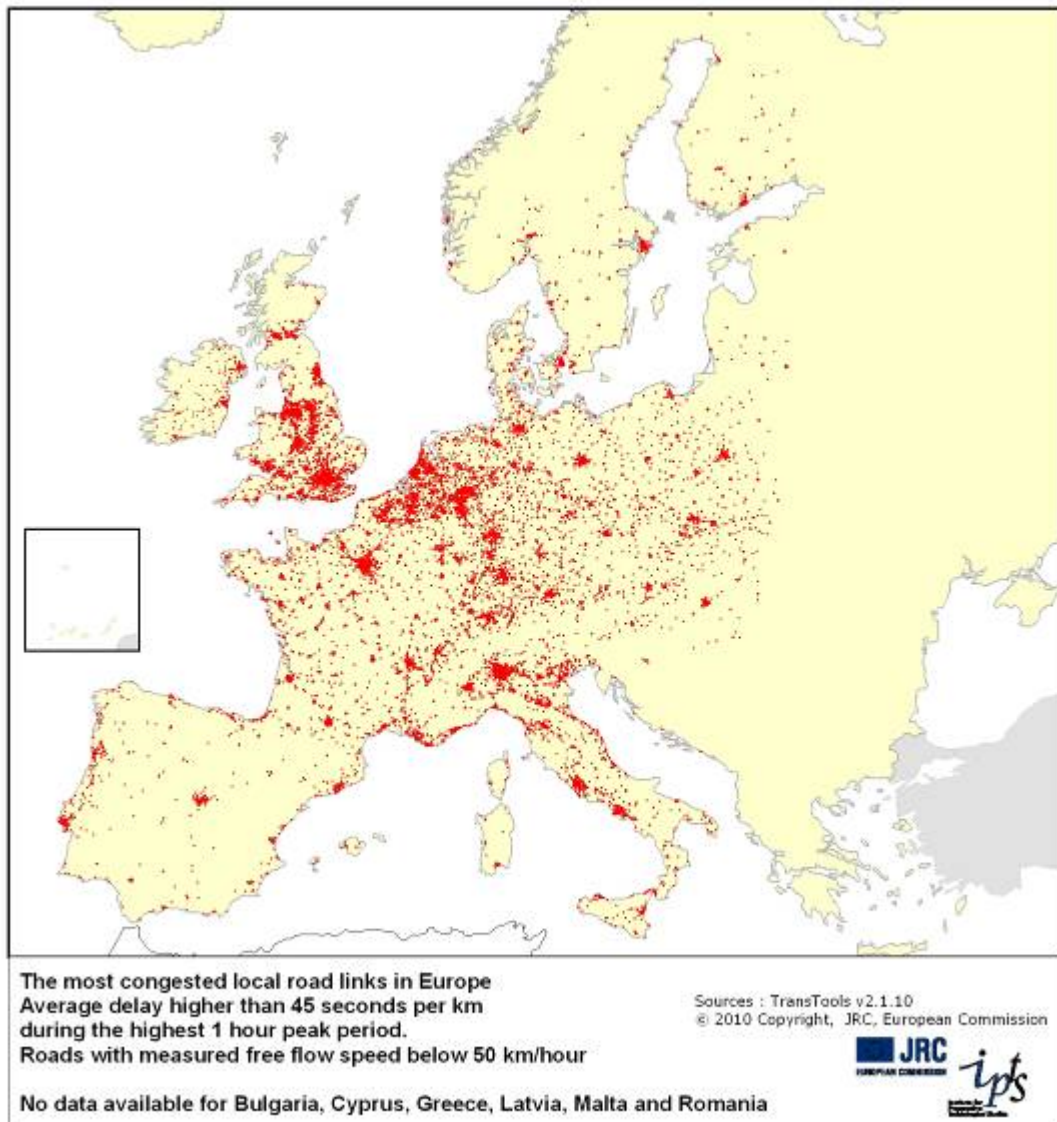 The most congested local road links in Europe
Average delay higher than 45 seconds per km
during the highest 1 hour peak period.
Roads with measured free flow speed below 50 km/hour
No data available for Bulgaria, Cyprus, Greece, Latvia, Malta and Romania
Sources : TransTools v2.1.10
© 2010 Copyright, JRC, European Commission
JRC
EUROPEAN COMMISSION
ipts